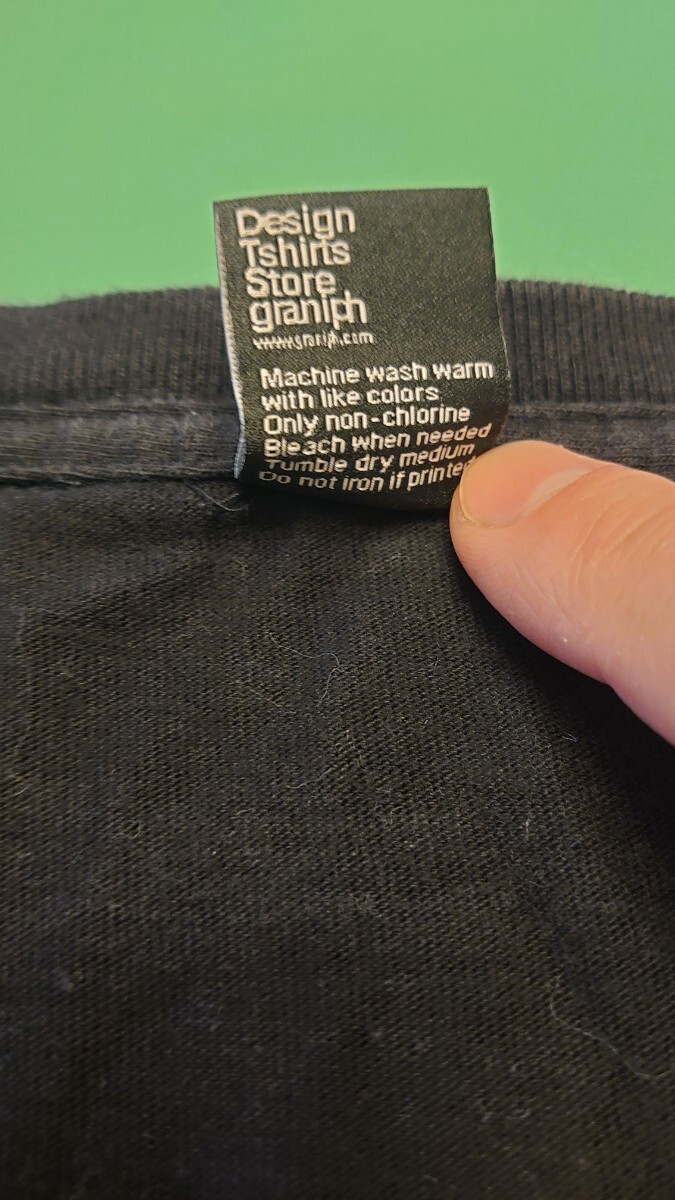 Design
Tshirts
Store
graniph
www.graniph.com
Machine wash warm
with like colors
Only non-chlorine
Bleach when needed
Tumble dry medium
Do not iron if printed